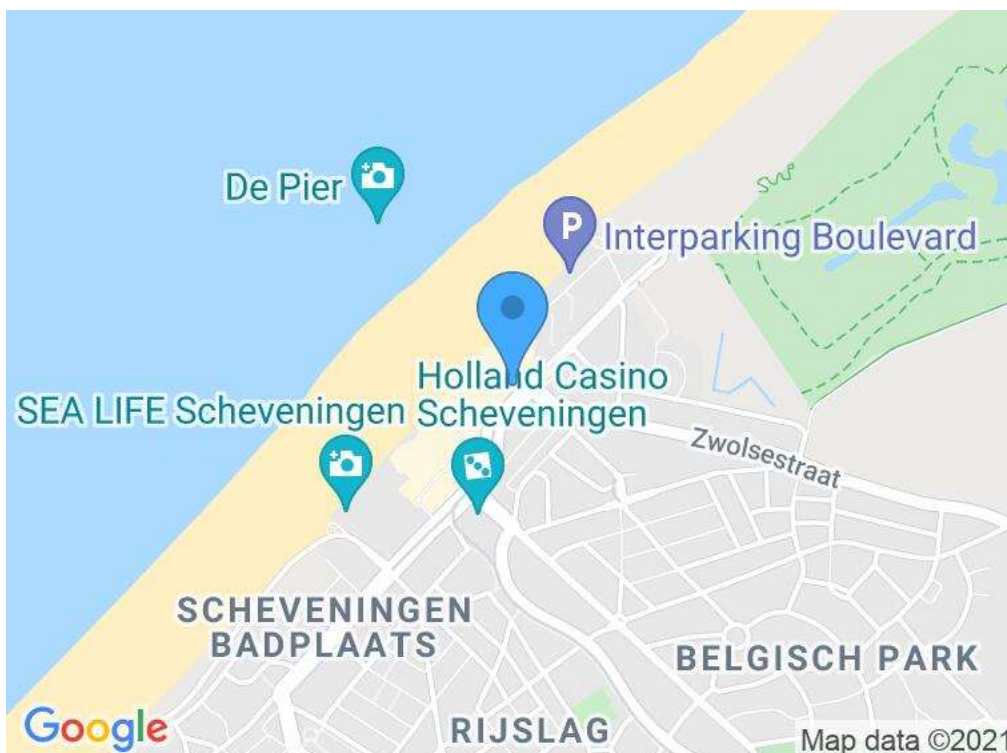 De Pier
P
Interparking Boulevard
Holland Casino
Scheveningen
SEA LIFE Scheveningen
Zwolsestraat
SCHEVENINGEN
BADPLAATS
BELGISCH PARK
RIJSLAG
Google
Map data ©202